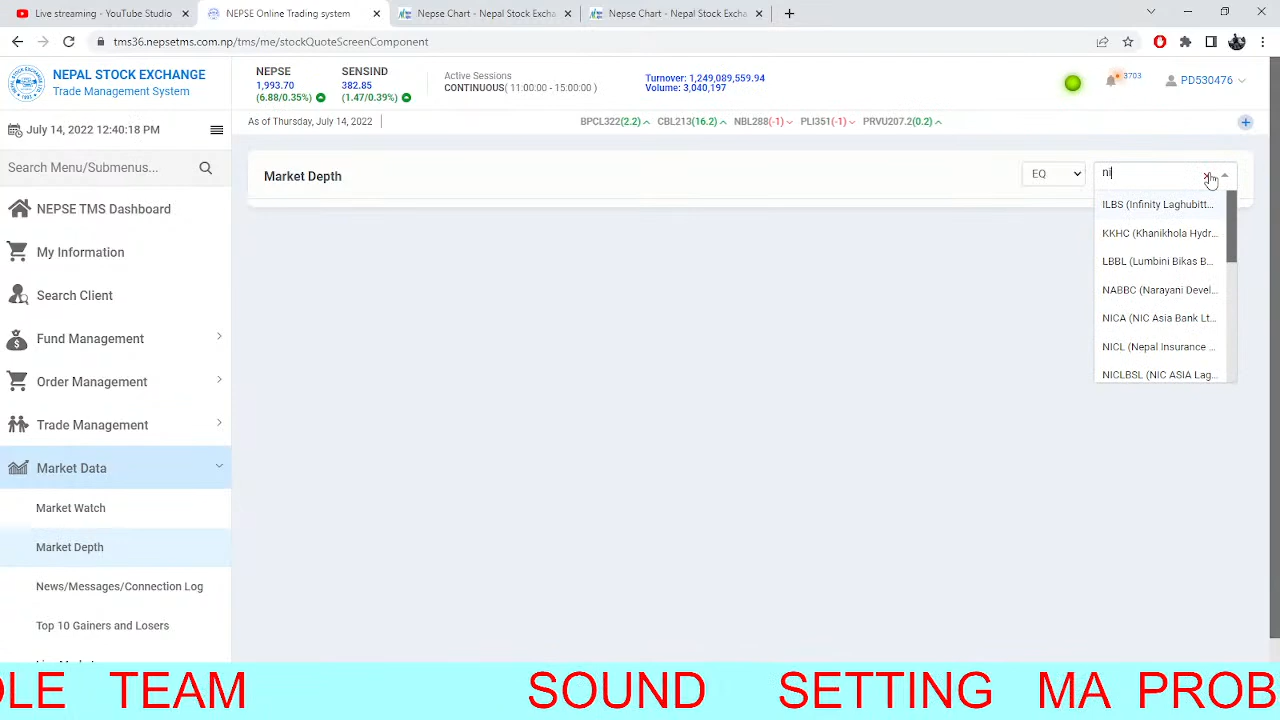 Live streaming - YouTube Studio
NEPSE Online Trading system
Nepse Chart - Nepal Stock Excha
Nepse Chart - Nepal Stock Excha
tms36.nepsetms.com.np/tms/me/stockQuoteScreenComponent
NEPAL STOCK EXCHANGE
Trade Management System
NEPSE
1,993.70
(6.88/0.35%)
SENSIND
382.85
(1.47/0.39%)
Active Sessions
CONTINUOUS( 11:00:00 - 15:00:00 )
Turnover: 1,249,089,559.94
Volume: 3,040,197
3703
PD530476
July 14, 2022 12:40:18 PM
As of Thursday, July 14, 2022
BPCL322(2.2) CBL213(16.2) NBL288(-1) PLI351(-1) PRVU207.2(0.2)
Search Menu/Submenus...
Market Depth
EQ
ni
ILBS (Infinity Laghubitt...
KKHC (Khanikhola Hydr...
LBBL (Lumbini Bikas B...
NABBC (Narayani Devel...
NICA (NIC Asia Bank Lt...
NICL (Nepal Insurance ...
NICLBSL (NIC ASIA Lag...
NEPSE TMS Dashboard
My Information
Search Client
Fund Management
Order Management
Trade Management
Market Data
Market Watch
Market Depth
News/Messages/Connection Log
Top 10 Gainers and Losers
OLE TEAM SOUND SETTING MA PROB